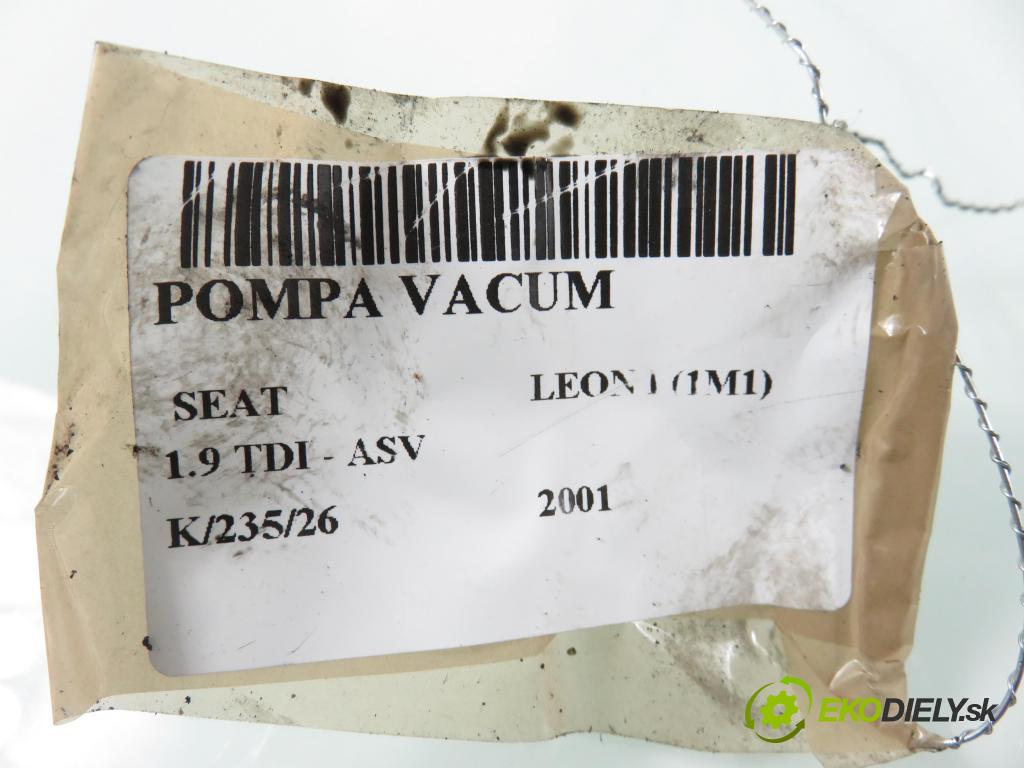 POMPA VACUM
SEAT LEON I (1M1)
1.9 TDI - ASV
K/235/26 2001
EKODIELY.sk